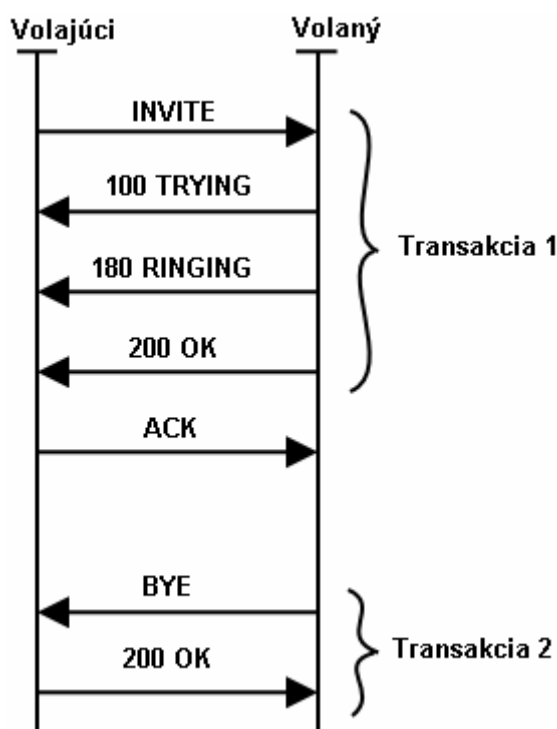 Volajúci
Volaný
INVITE
100 TRYING
180 RINGING
Transakcia 1
200 OK
ACK
BYE
200 OK
Transakcia 2